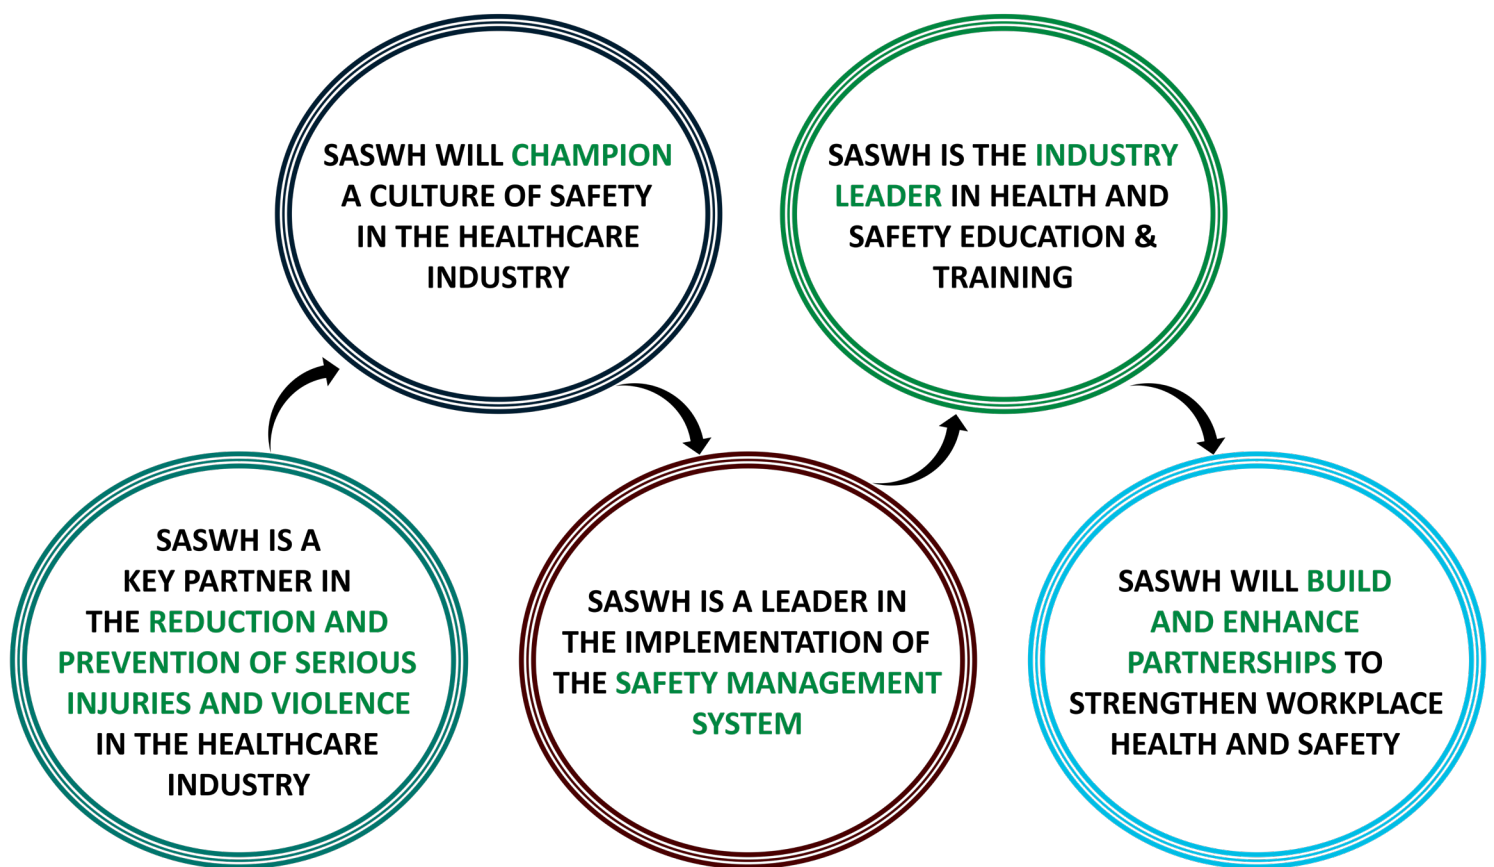 SASWH IS A
KEY PARTNER IN
THE REDUCTION AND
PREVENTION OF SERIOUS
INJURIES AND VIOLENCE
IN THE HEALTHCARE
INDUSTRY
SASWH WILL CHAMPION
A CULTURE OF SAFETY
IN THE HEALTHCARE
INDUSTRY
SASWH IS A LEADER IN
THE IMPLEMENTATION OF
THE SAFETY MANAGEMENT
SYSTEM
SASWH IS THE INDUSTRY
LEADER IN HEALTH AND
SAFETY EDUCATION &
TRAINING
SASWH WILL BUILD
AND ENHANCE
PARTNERSHIPS TO
STRENGTHEN WORKPLACE
HEALTH AND SAFETY